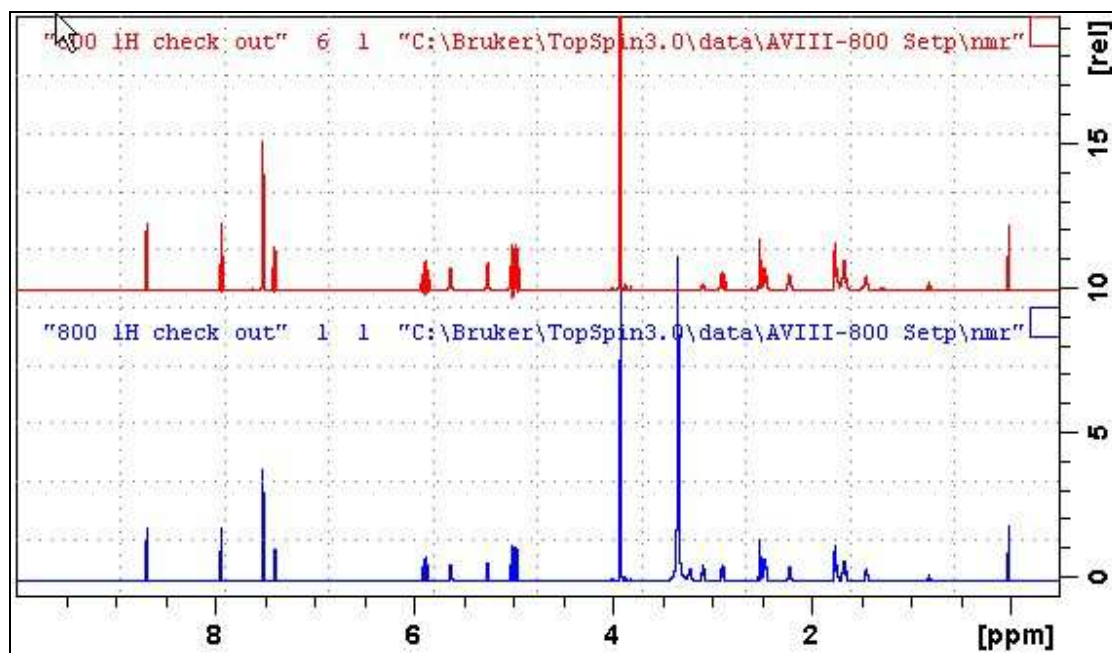 "800 1H check out" 6 1 "C:\Bruker\TopSpin3.0\data\AVIII-800 Setp\nmr"
[rel]
15
10
"800 1H check out" 1 1 "C:\Bruker\TopSpin3.0\data\AVIII-800 Setp\nmr"
5
0
8 6 4 2 [ppm]